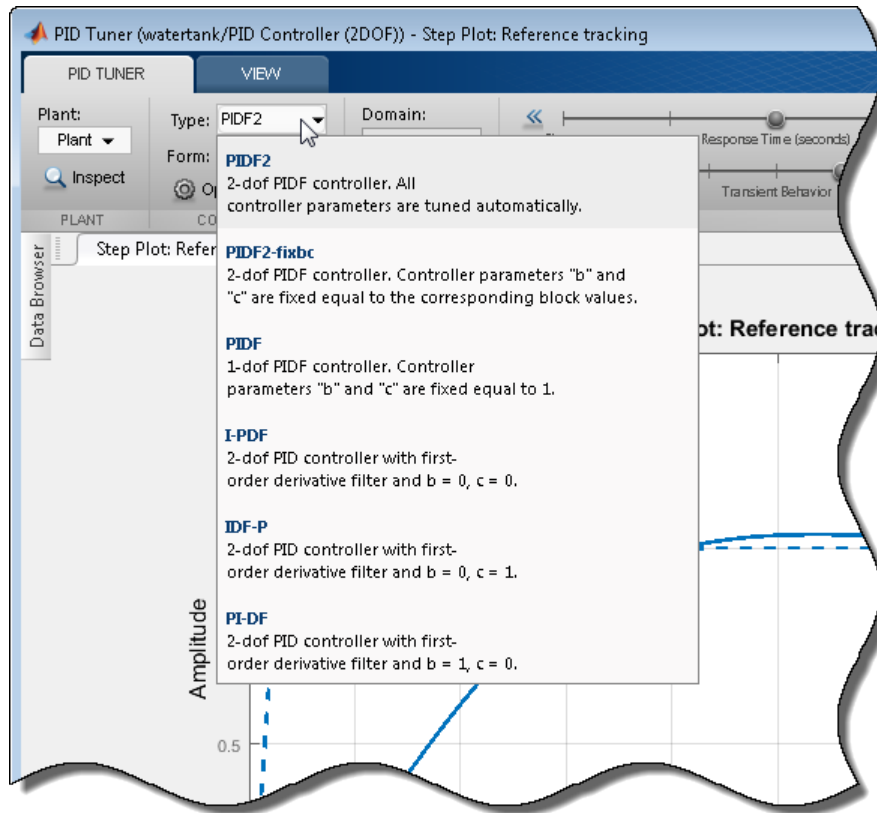 PID Tuner (watertank/PID Controller (2DOF)) - Step Plot: Reference tracking
PID TUNER
VIEW
Plant:
Plant
Inspect
PLANT
Type: PIDF2
Form:
Domain:
Response Time (seconds)
Transient Behavior
Data Browser
Step Plot: Refer
PIDF2
2-dof PIDF controller. All
controller parameters are tuned automatically.
PIDF2-fixbc
2-dof PIDF controller. Controller parameters "b" and
"c" are fixed equal to the corresponding block values.
PIDF
1-dof PIDF controller. Controller
parameters "b" and "c" are fixed equal to 1.
I-PDF
2-dof PID controller with first-
order derivative filter and b = 0, c = 0.
IDF-P
2-dof PID controller with first-
order derivative filter and b = 0, c = 1.
PI-DF
2-dof PID controller with first-
order derivative filter and b = 1, c = 0.
ot: Reference tra
Amplitude
0.5